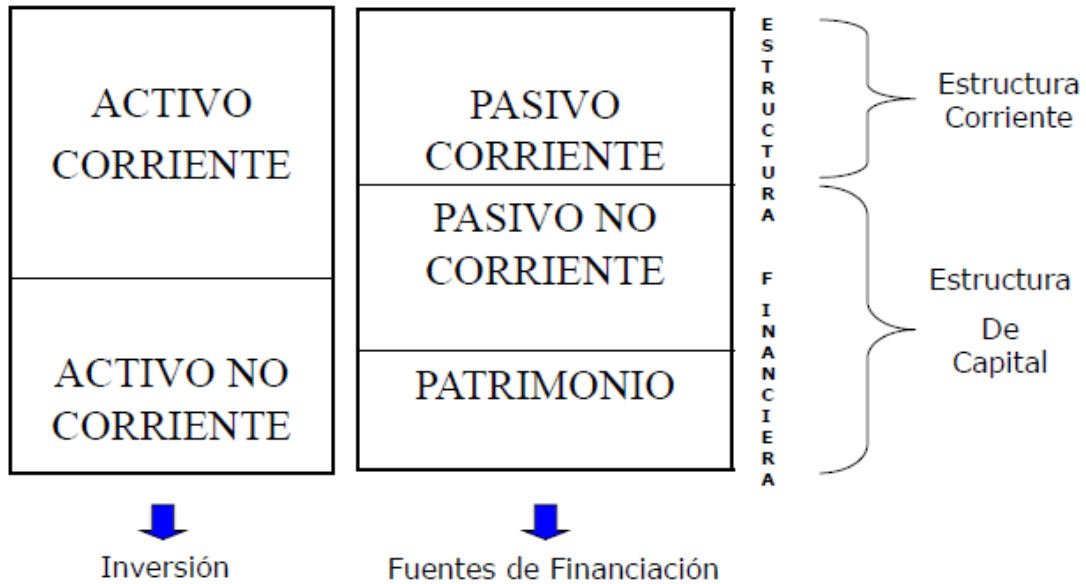 ACTIVO
CORRIENTE
ACTIVO NO
CORRIENTE
PASIVO
CORRIENTE
PASIVO NO
CORRIENTE
PATRIMONIO
ESTRUCTURA FINANCIERA
Estructura
Corriente
Estructura
De
Capital
Inversión
Fuentes de Financiación